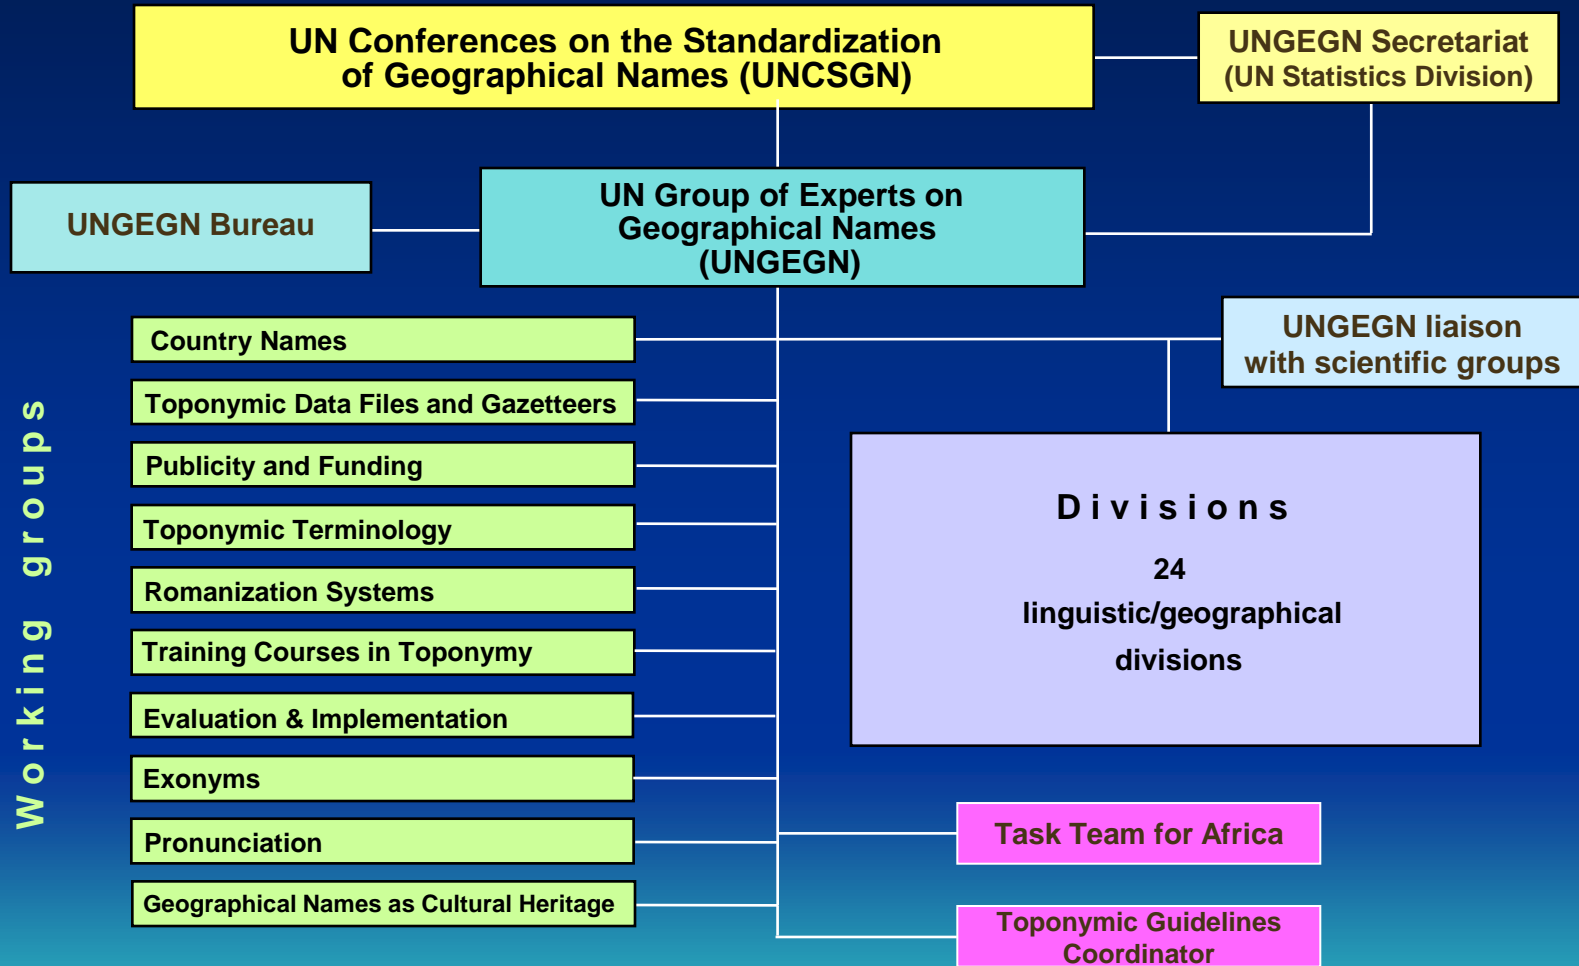 UN Conferences on the Standardization
of Geographical Names (UNCSGN)
UNGEGN Secretariat
(UN Statistics Division)
UNGEGN Bureau
UN Group of Experts on
Geographical Names
(UNGEGN)
UNGEGN liaison
with scientific groups
Working groups
Country Names
Toponymic Data Files and Gazetteers
Publicity and Funding
Toponymic Terminology
Romanization Systems
Training Courses in Toponymy
Evaluation & Implementation
Exonyms
Pronunciation
Geographical Names as Cultural Heritage
Divisions
24
linguistic/geographical
divisions
Task Team for Africa
Toponymic Guidelines
Coordinator